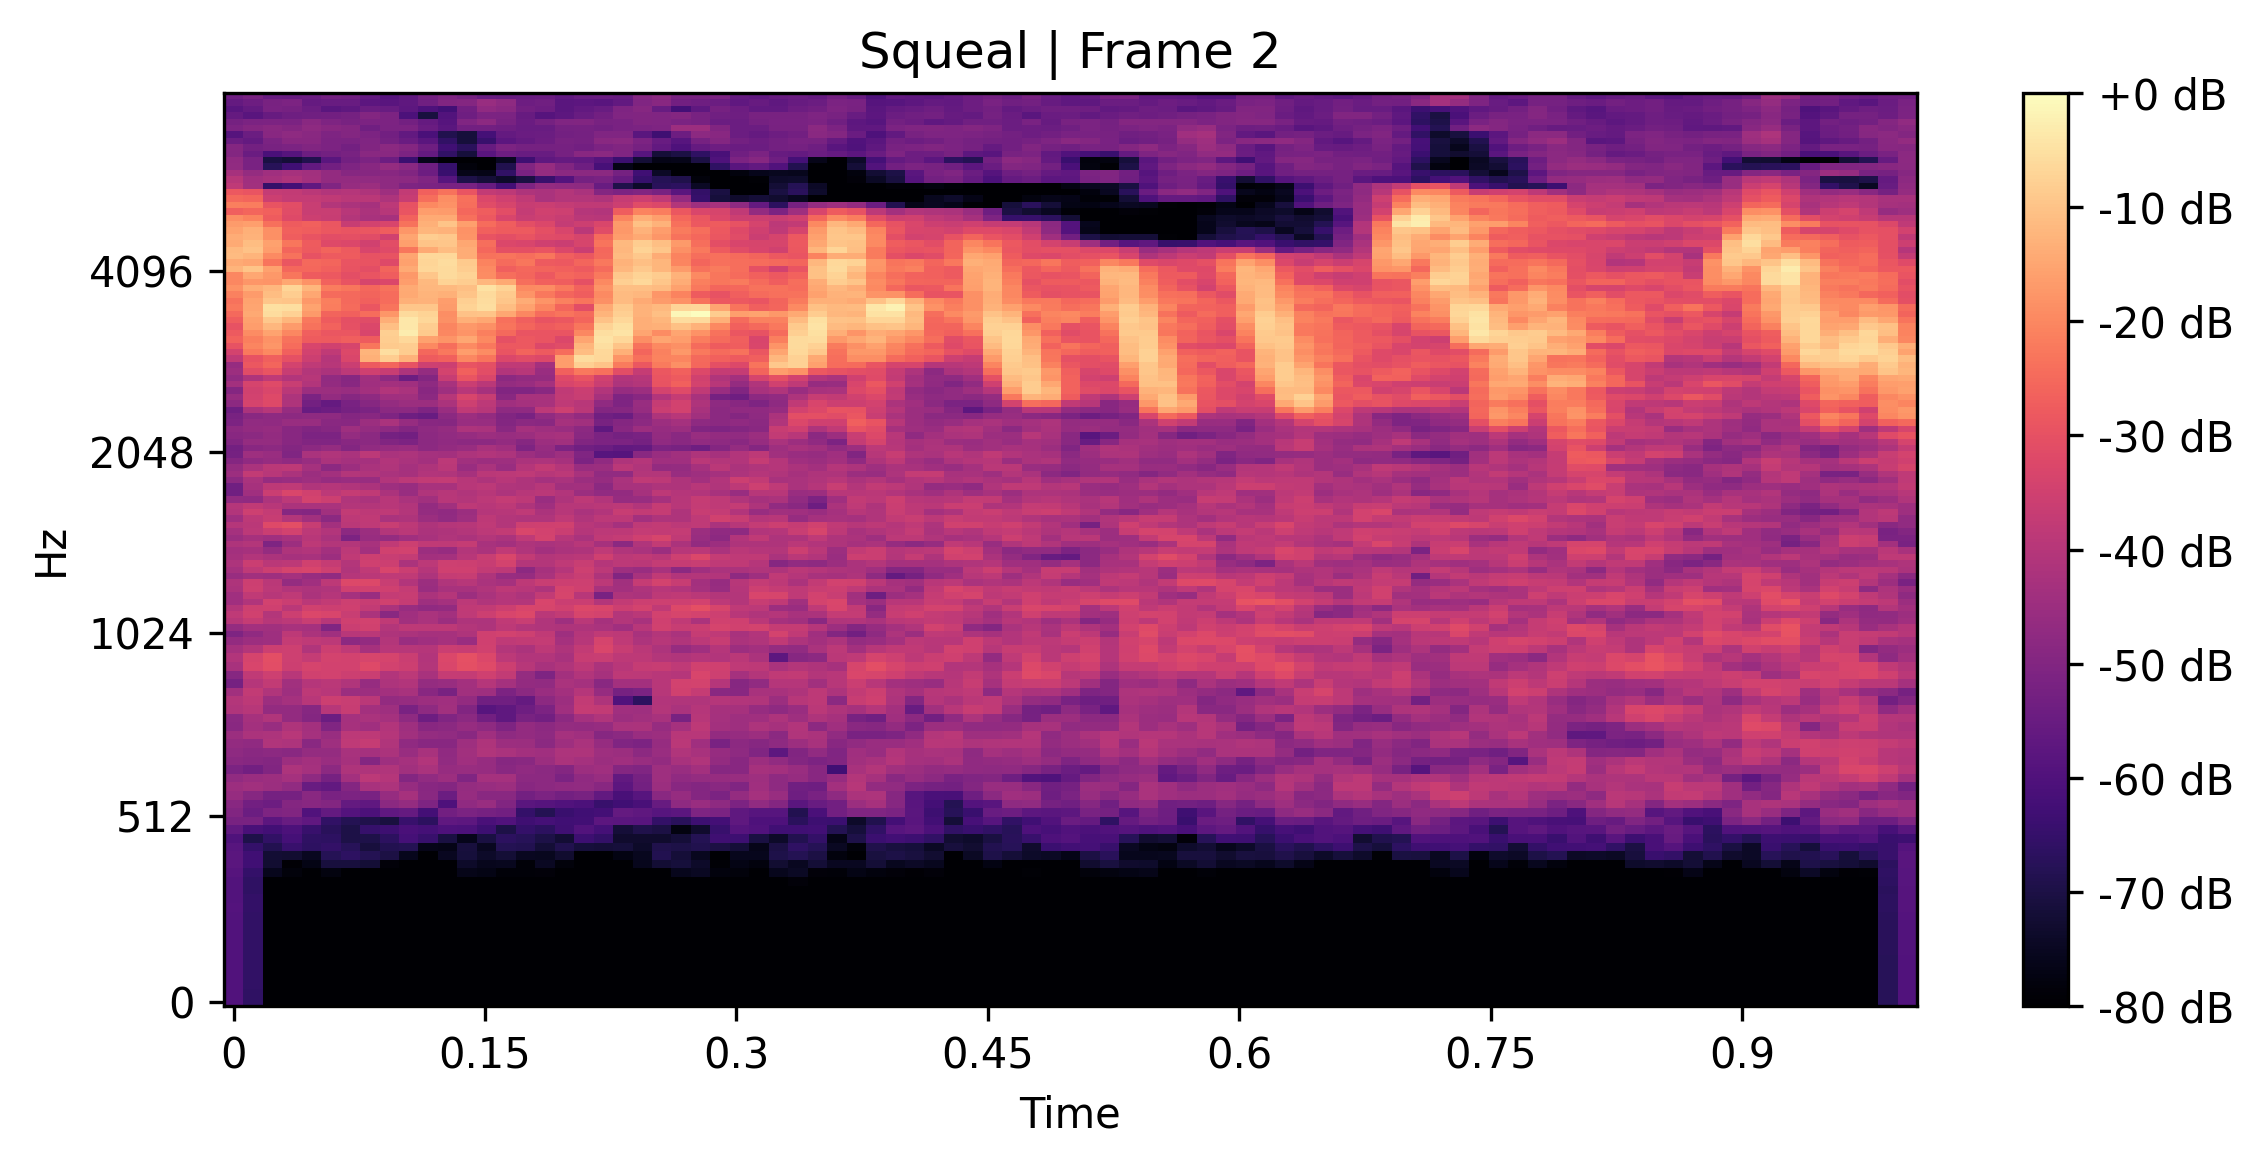 Squeal | Frame 2
+0 dB
-10 dB
-20 dB
-30 dB
-40 dB
-50 dB
-60 dB
-70 dB
-80 dB
Hz
4096
2048
1024
512
0
0 0.15 0.3 0.45 0.6 0.75 0.9
Time